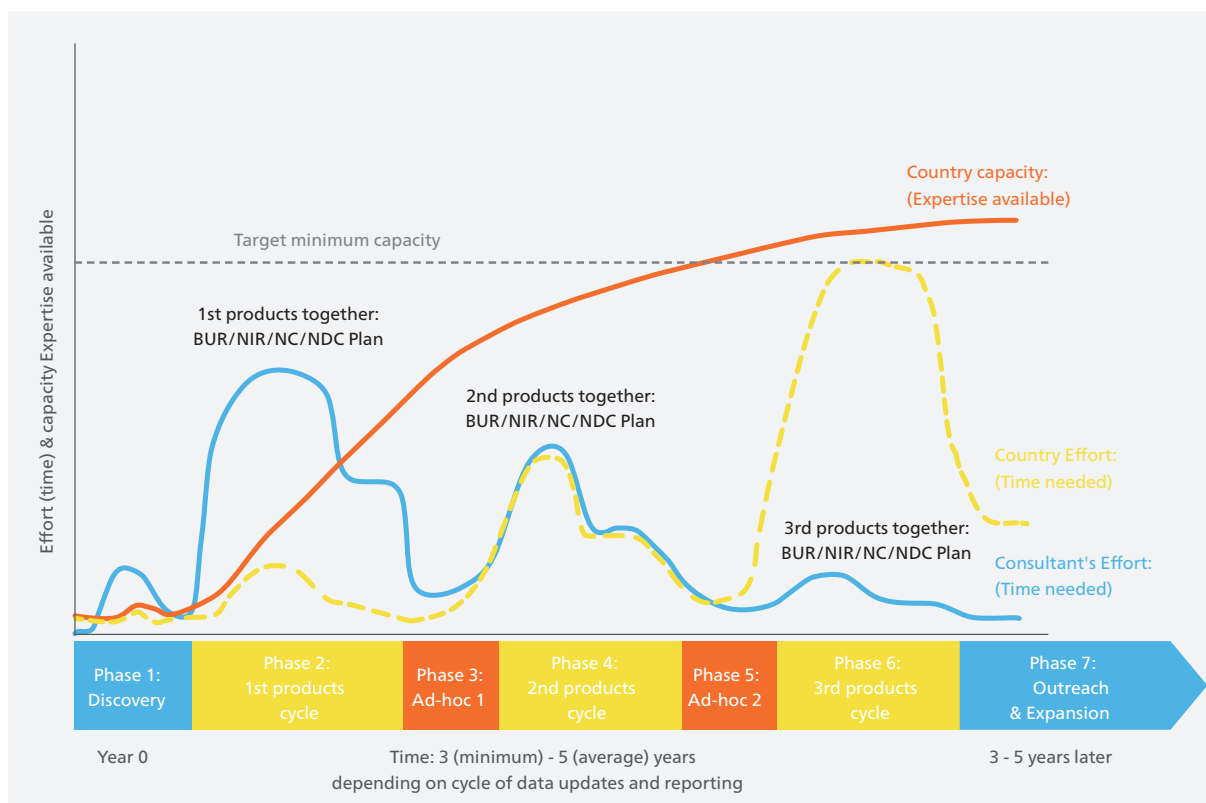 Effort (time) & capacity Expertise available
Country capacity:
(Expertise available)
Target minimum capacity
1st products together:
BUR/NIR/NC/NDC Plan
2nd products together:
BUR/NIR/NC/NDC Plan
Country Effort:
(Time needed)
3rd products together:
BUR/NIR/NC/NDC Plan
Consultant's Effort:
(Time needed)
Phase 1:
Discovery
Phase 2:
1st products
cycle
Phase 3:
Ad-hoc 1
Phase 4:
2nd products
cycle
Phase 5:
Ad-hoc 2
Phase 6:
3rd products
cycle
Phase 7:
Outreach
& Expansion
Year 0
Time: 3 (minimum) - 5 (average) years
depending on cycle of data updates and reporting
3 - 5 years later